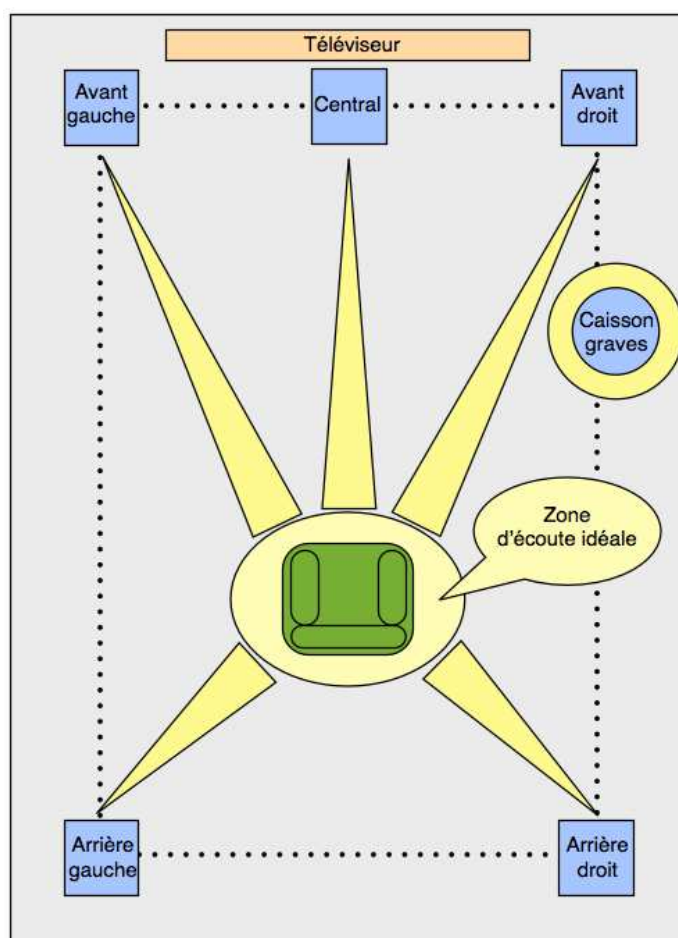 Téléviseur
Avant
gauche
Central
Avant
droit
Caisson
graves
Zone
d'écoute idéale
Arrière
gauche
Arrière
droit